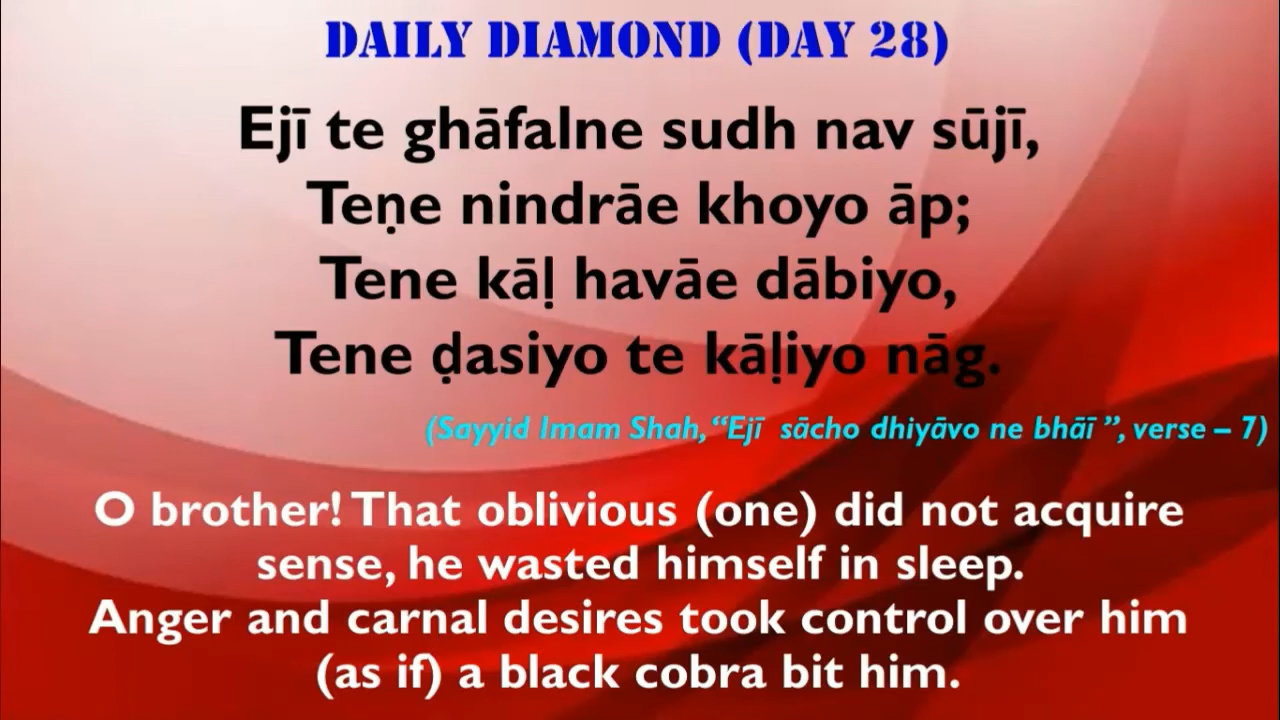 DAILY DIAMOND (DAY 28)
Ejī te ghāfalne sudh nav sūjī,
Teṇe nindrāe khoyo āp;
Tene kāḷ havāe dābiyo,
Tene ḍasiyo te kāḷiyo nāg.
(Sayyid Imam Shah, “Ejī sācho dhiyāvo ne bhāī ”, verse – 7)
O brother! That oblivious (one) did not acquire
sense, he wasted himself in sleep.
Anger and carnal desires took control over him
(as if) a black cobra bit him.